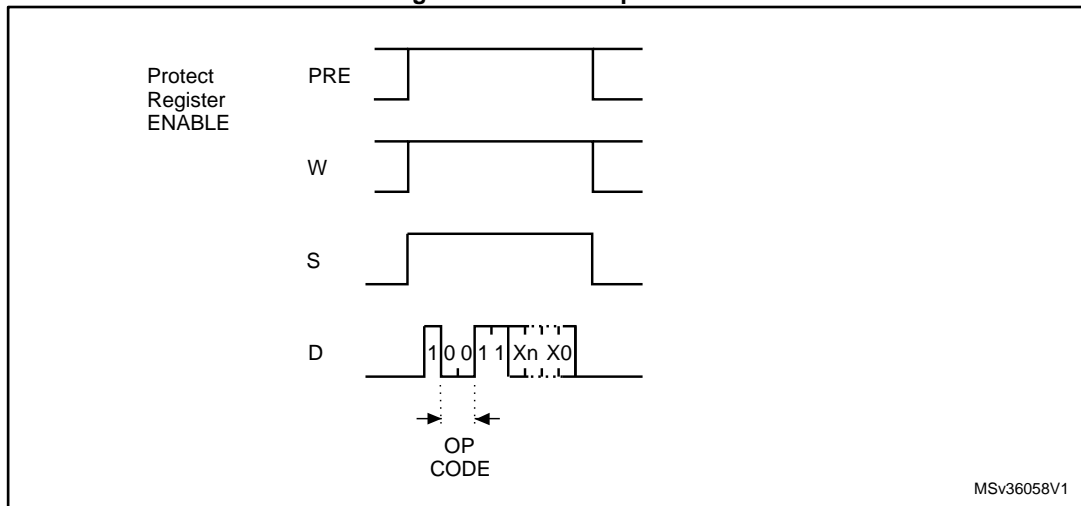 Protect
Register
ENABLE
PRE
W
S
D
1 0 0 1 1 Xn X0
OP
CODE
MSv36058V1